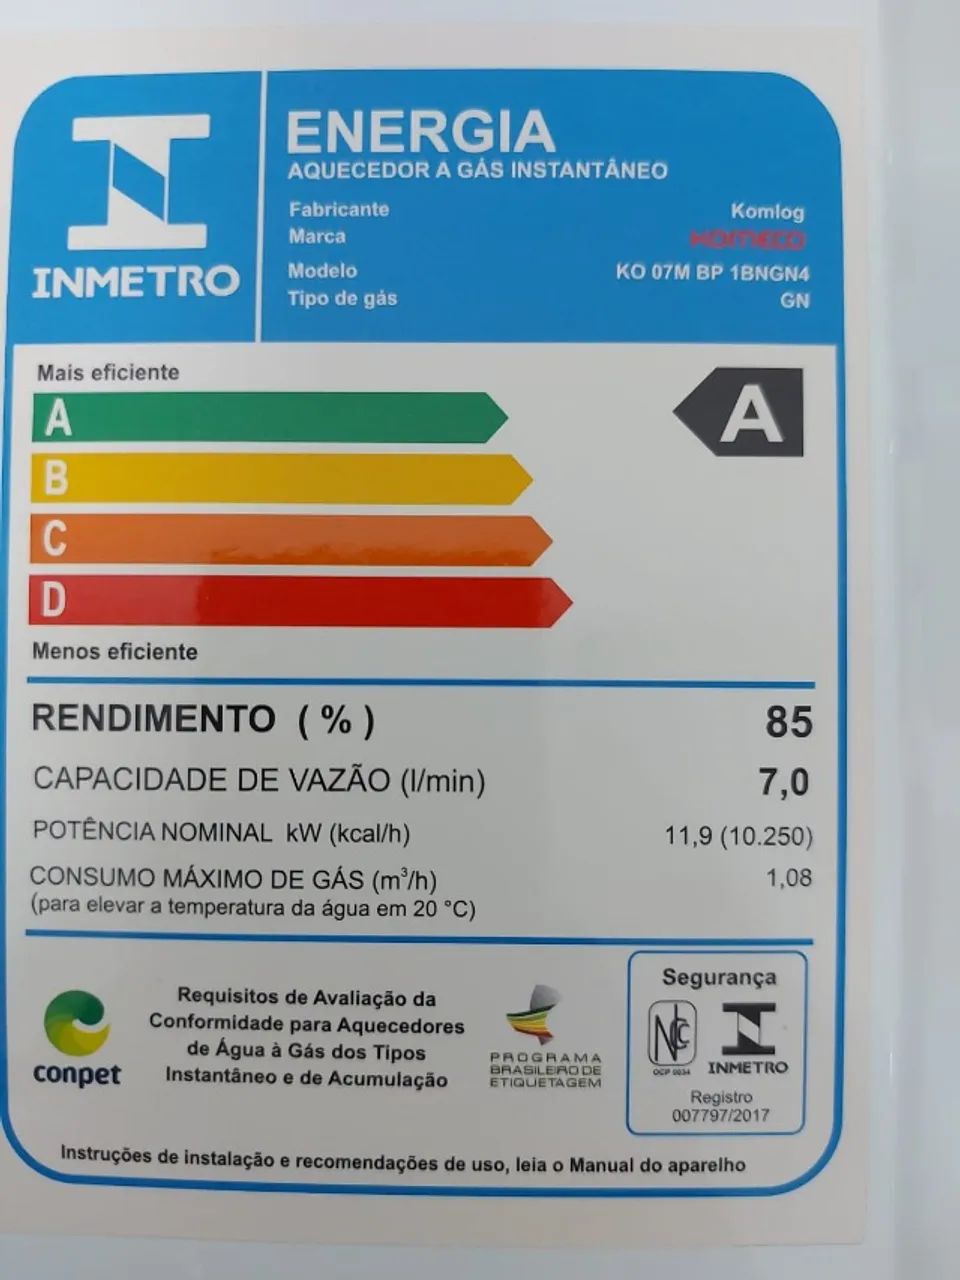 INMETRO
ENERGIA
AQUECEDOR A GÁS INSTANTÂNEO
Fabricante Komlog
Marca KOMECO
Modelo KO 07M BP 1BNGN4
Tipo de gás GN
Mais eficiente
A A
B
C
D
Menos eficiente
RENDIMENTO ( % ) 85
CAPACIDADE DE VAZÃO (l/min) 7,0
POTÊNCIA NOMINAL kW (kcal/h) 11,9 (10.250)
CONSUMO MÁXIMO DE GÁS (m³/h) 1,08
(para elevar a temperatura da água em 20 °C)
conpet
Requisitos de Avaliação da
Conformidade para Aquecedores
de Água à Gás dos Tipos
Instantâneo e de Acumulação
PROGRAMA
BRASILEIRO DE
ETIQUETAGEM
Segurança
NCC
OCP 0034
INMETRO
Registro
007797/2017
Instruções de instalação e recomendações de uso, leia o Manual do aparelho